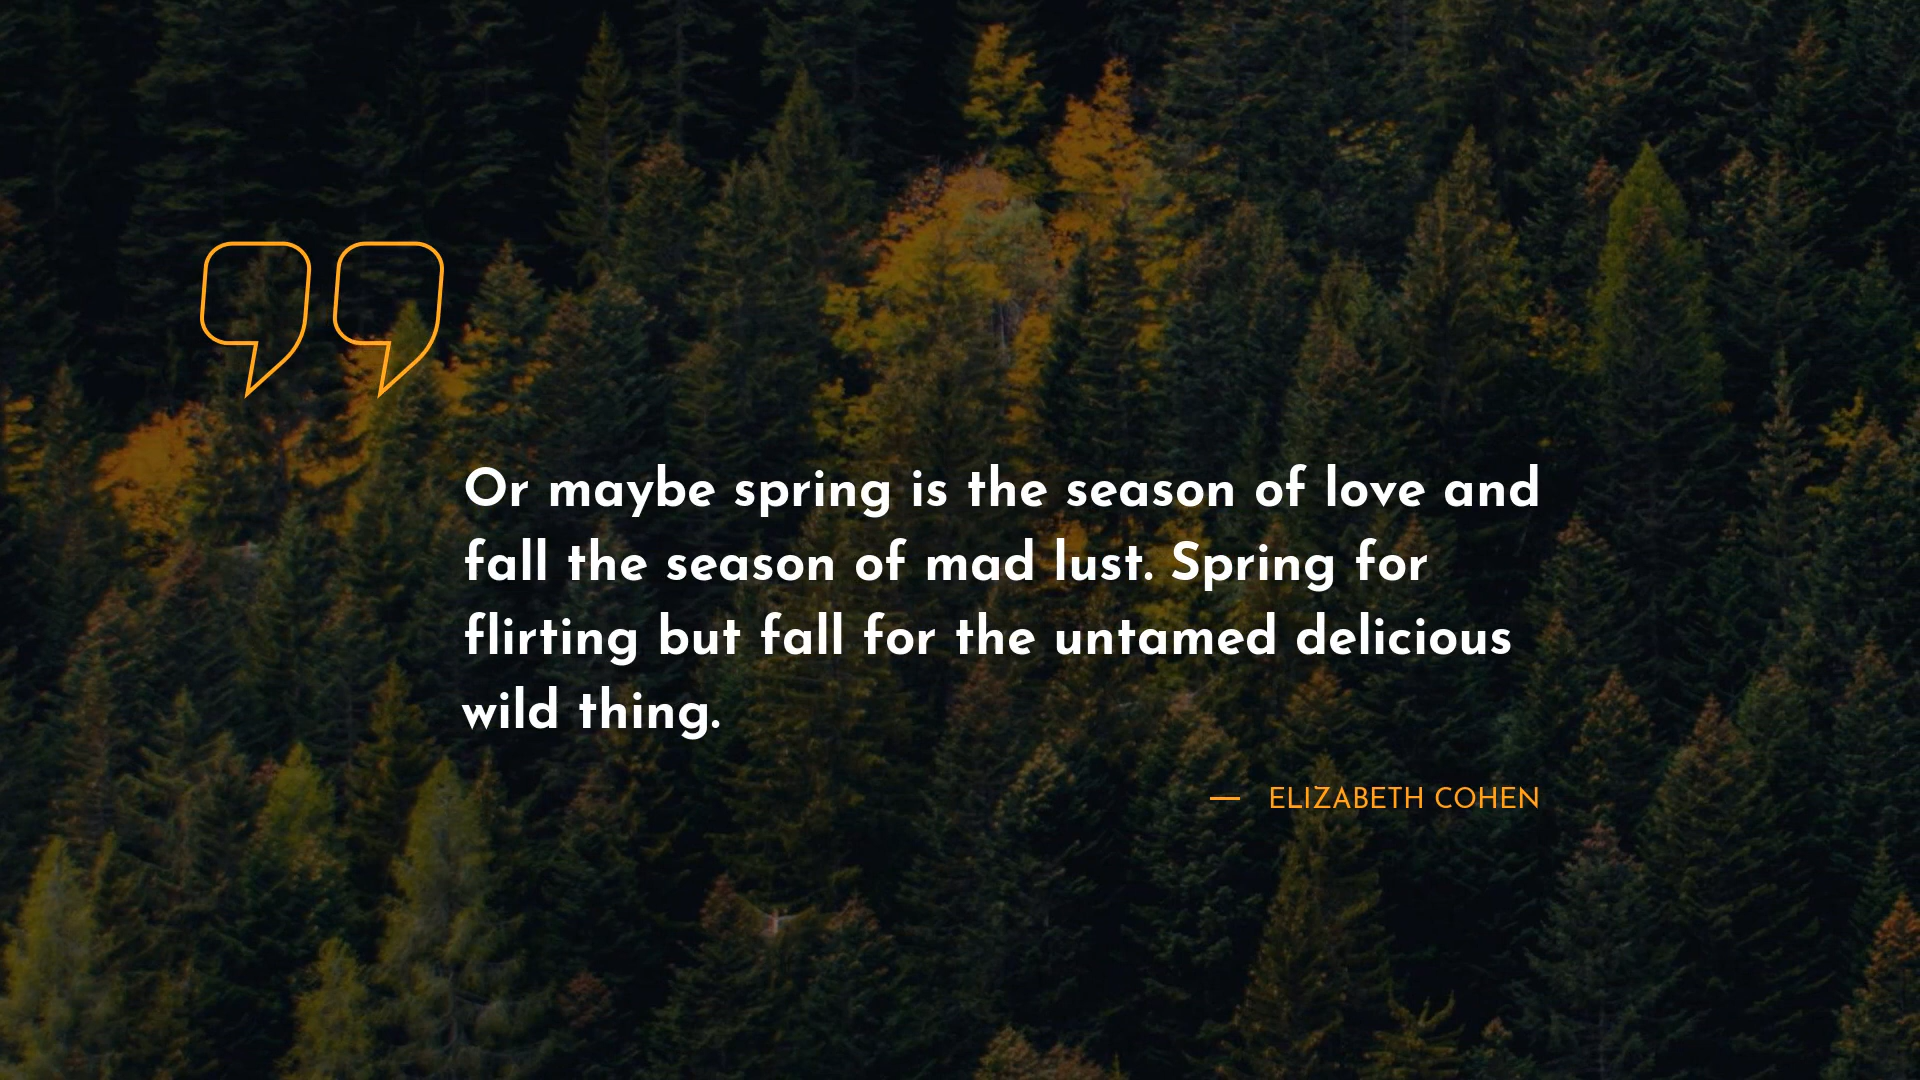 Or maybe spring is the season of love and
fall the season of mad lust. Spring for
flirting but fall for the untamed delicious
wild thing.
— ELIZABETH COHEN